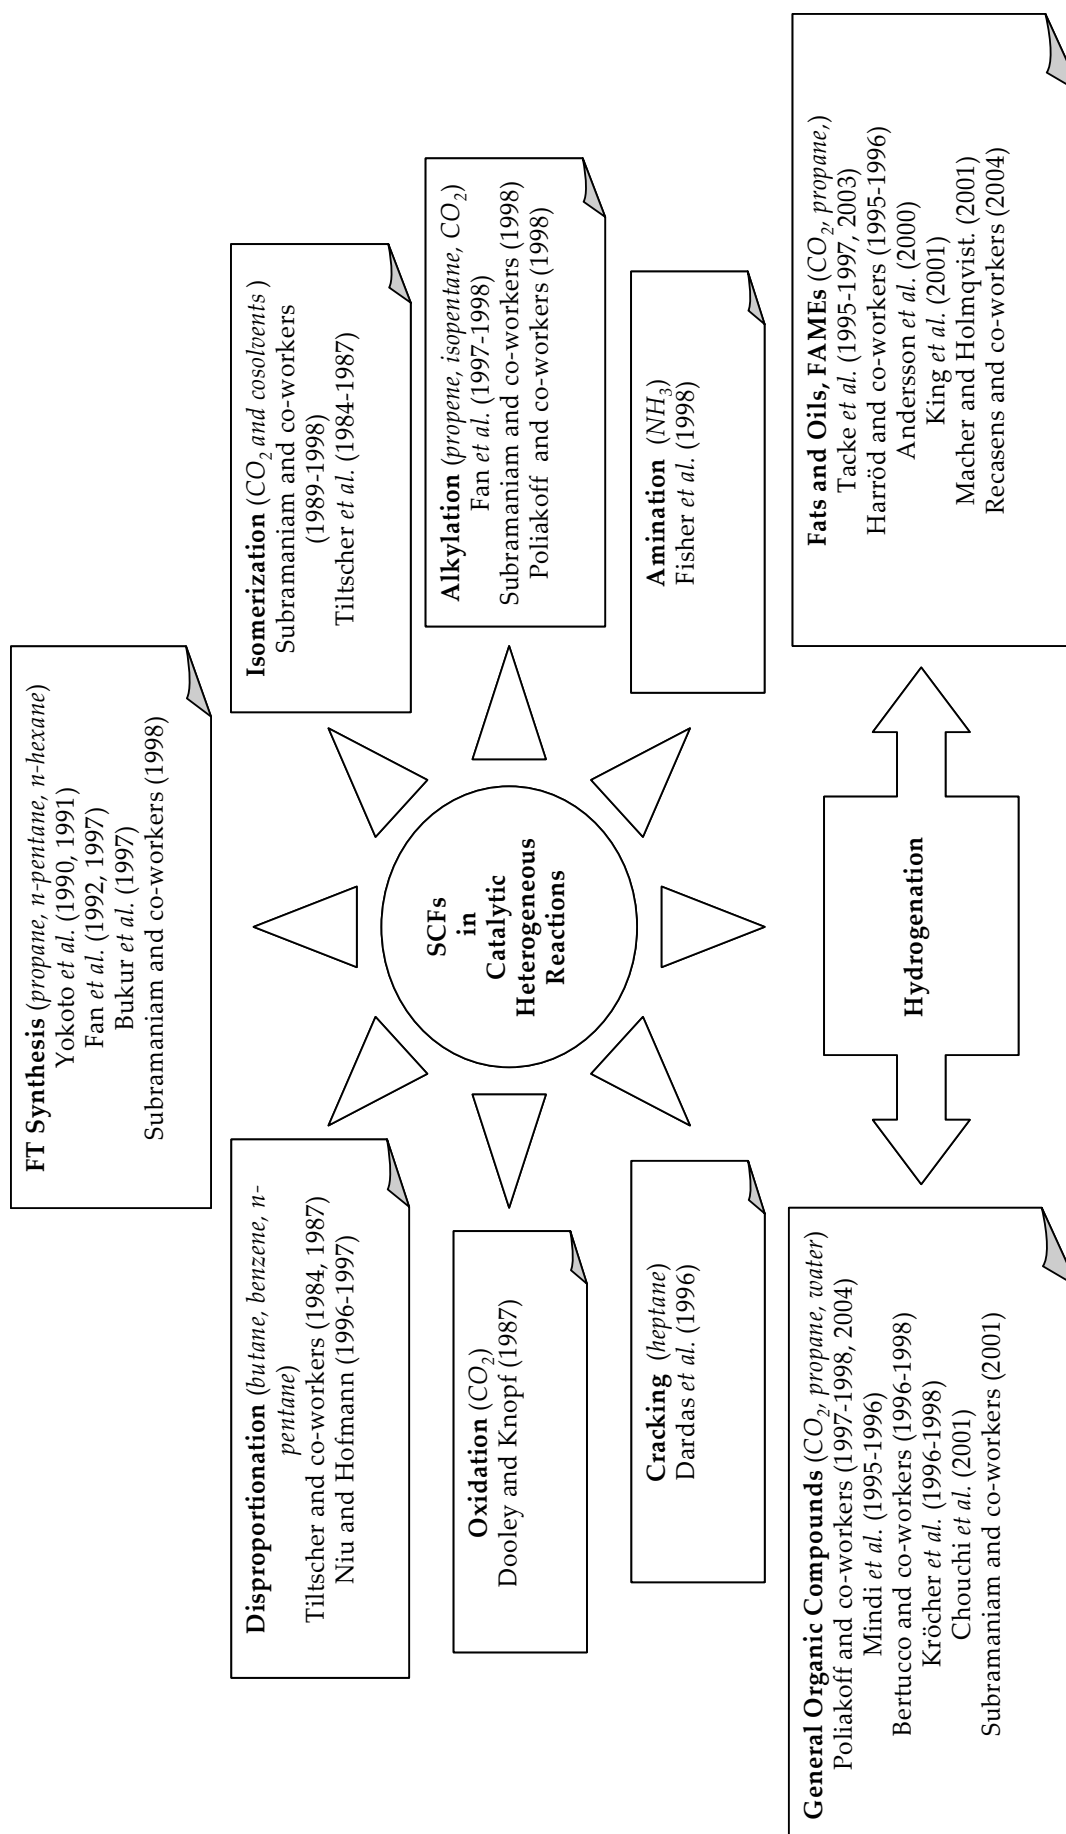 FT Synthesis (propane, n-pentane, n-hexane)
Yokoto et al. (1990, 1991)
Fan et al. (1992, 1997)
Bukur et al. (1997)
Subramaniam and co-workers (1998)
Disproportionation (butane, benzene, n-
pentane)
Tiltscher and co-workers (1984, 1987)
Niu and Hofmann (1996-1997)
Isomerization (CO2 and cosolvents )
Subramaniam and co-workers
(1989-1998)
Tiltscher et al. (1984-1987)
Oxidation (CO2)
Dooley and Knopf (1987)
SCFs
in
Catalytic
Heterogeneous
Reactions
Alkylation (propene, isopentane, CO2)
Fan et al. (1997-1998)
Subramaniam and co-workers (1998)
Poliakoff and co-workers (1998)
Cracking (heptane)
Dardas et al. (1996)
Amination (NH3)
Fisher et al. (1998)
General Organic Compounds (CO2, propane, water)
Poliakoff and co-workers (1997-1998, 2004)
Mindi et al. (1995-1996)
Bertucco and co-workers (1996-1998)
Kröcher et al. (1996-1998)
Chouchi et al. (2001)
Subramaniam and co-workers (2001)
Hydrogenation
Fats and Oils, FAMEs (CO2, propane,)
Tacke et al. (1995-1997, 2003)
Harröd and co-workers (1995-1996)
Andersson et al. (2000)
King et al. (2001)
Macher and Holmqvist. (2001)
Recasens and co-workers (2004)